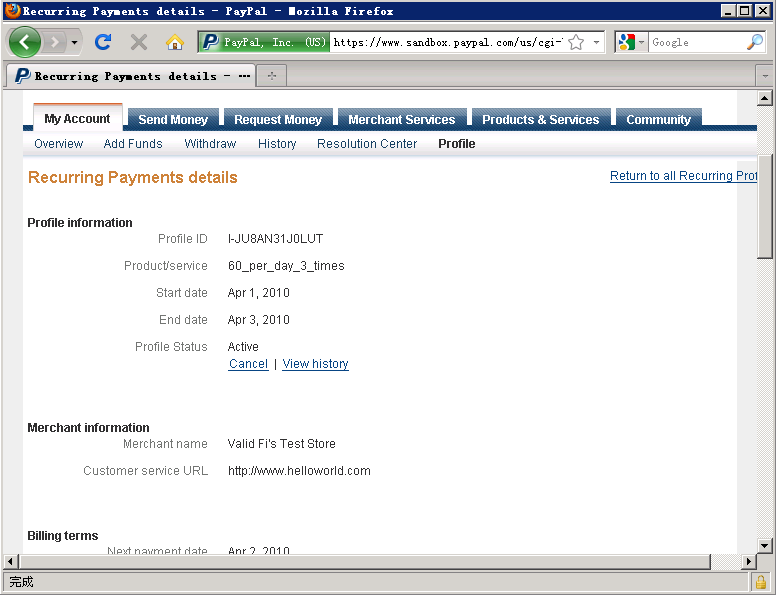 Recurring Payments details - PayPal - Mozilla Firefox
PayPal, Inc. (US) https://www.sandbox.paypal.com/us/cgi- Google
Recurring Payments details - ...
My Account Send Money Request Money Merchant Services Products & Services Community
Overview Add Funds Withdraw History Resolution Center Profile
Recurring Payments details Return to all Recurring Prof
Profile information
Profile ID I-JU8AN31J0LUT
Product/service 60_per_day_3_times
Start date Apr 1, 2010
End date Apr 3, 2010
Profile Status Active
Cancel | View history
Merchant information
Merchant name Valid Fi's Test Store
Customer service URL http://www.helloworld.com
Billing terms
Next payment date Apr 2, 2010
完成